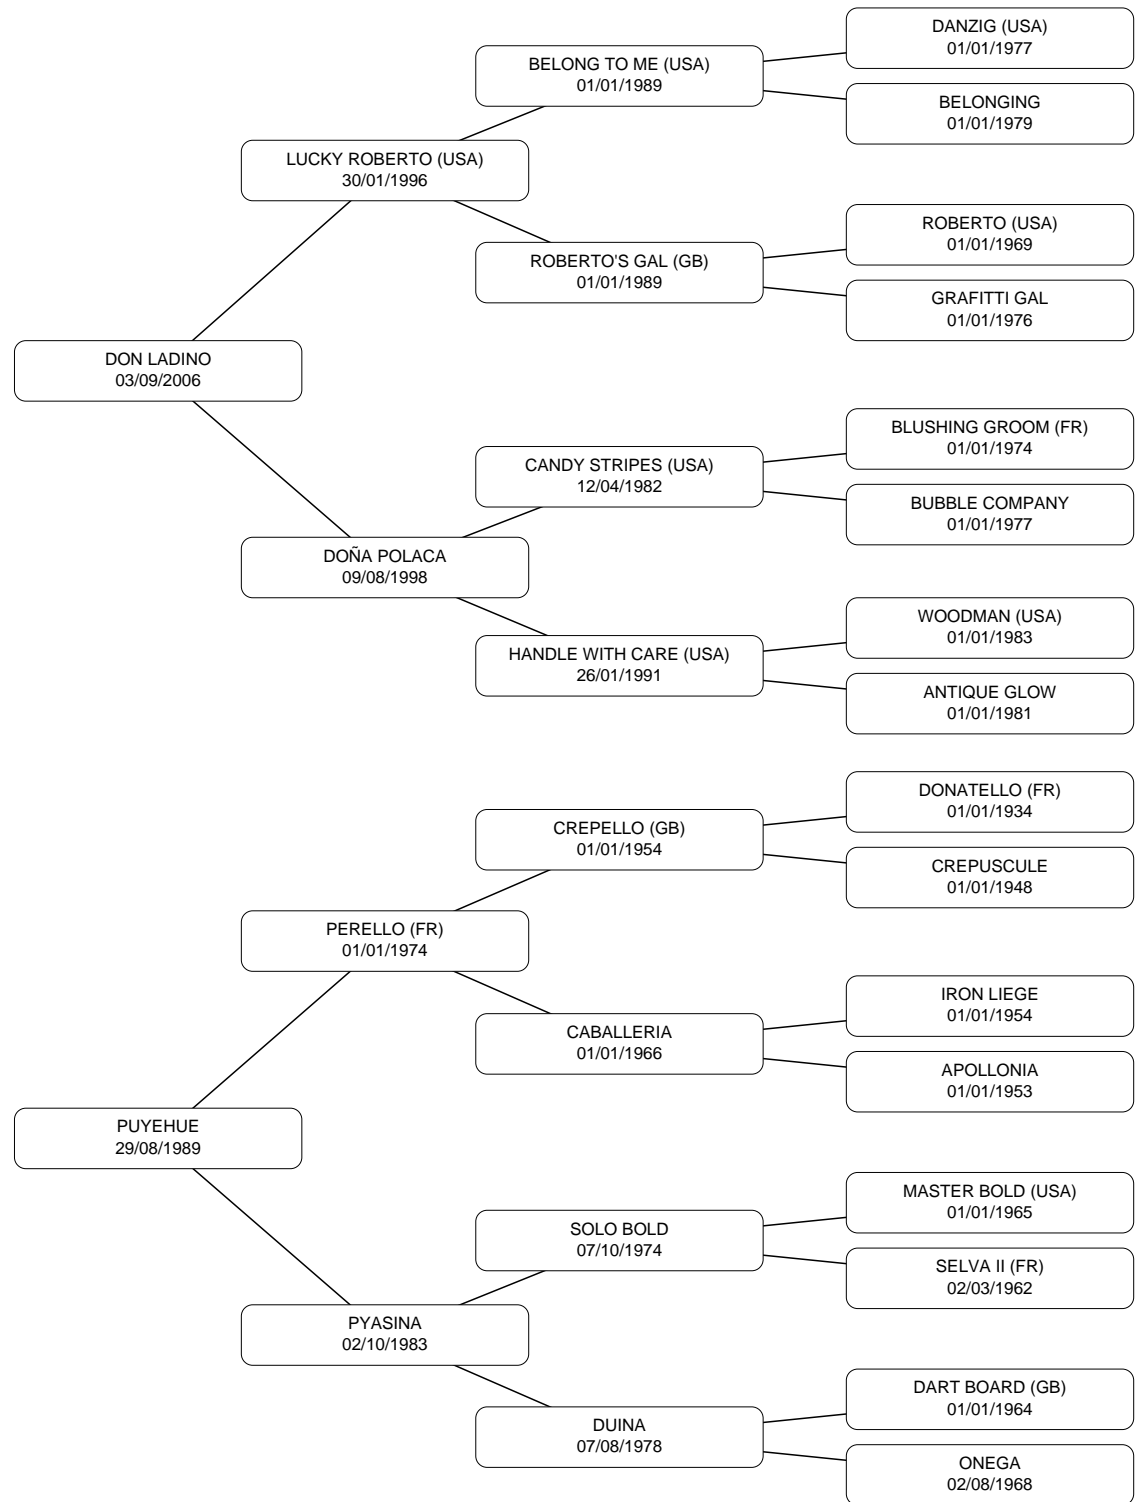 DANZIG (USA)
01/01/1977
BELONG TO ME (USA)
01/01/1989
BELONGING
01/01/1979
LUCKY ROBERTO (USA)
30/01/1996
ROBERTO (USA)
01/01/1969
ROBERTO'S GAL (GB)
01/01/1989
GRAFITTI GAL
01/01/1976
DON LADINO
03/09/2006
BLUSHING GROOM (FR)
01/01/1974
CANDY STRIPES (USA)
12/04/1982
BUBBLE COMPANY
01/01/1977
DOÑA POLACA
09/08/1998
WOODMAN (USA)
01/01/1983
HANDLE WITH CARE (USA)
26/01/1991
ANTIQUE GLOW
01/01/1981
DONATELLO (FR)
01/01/1934
CREPELLO (GB)
01/01/1954
CREPUSCULE
01/01/1948
PERELLO (FR)
01/01/1974
IRON LIEGE
01/01/1954
CABALLERIA
01/01/1966
APOLLONIA
01/01/1953
PUYEHUE
29/08/1989
MASTER BOLD (USA)
01/01/1965
SOLO BOLD
07/10/1974
SELVA II (FR)
02/03/1962
PYASINA
02/10/1983
DART BOARD (GB)
01/01/1964
DUINA
07/08/1978
ONEGA
02/08/1968